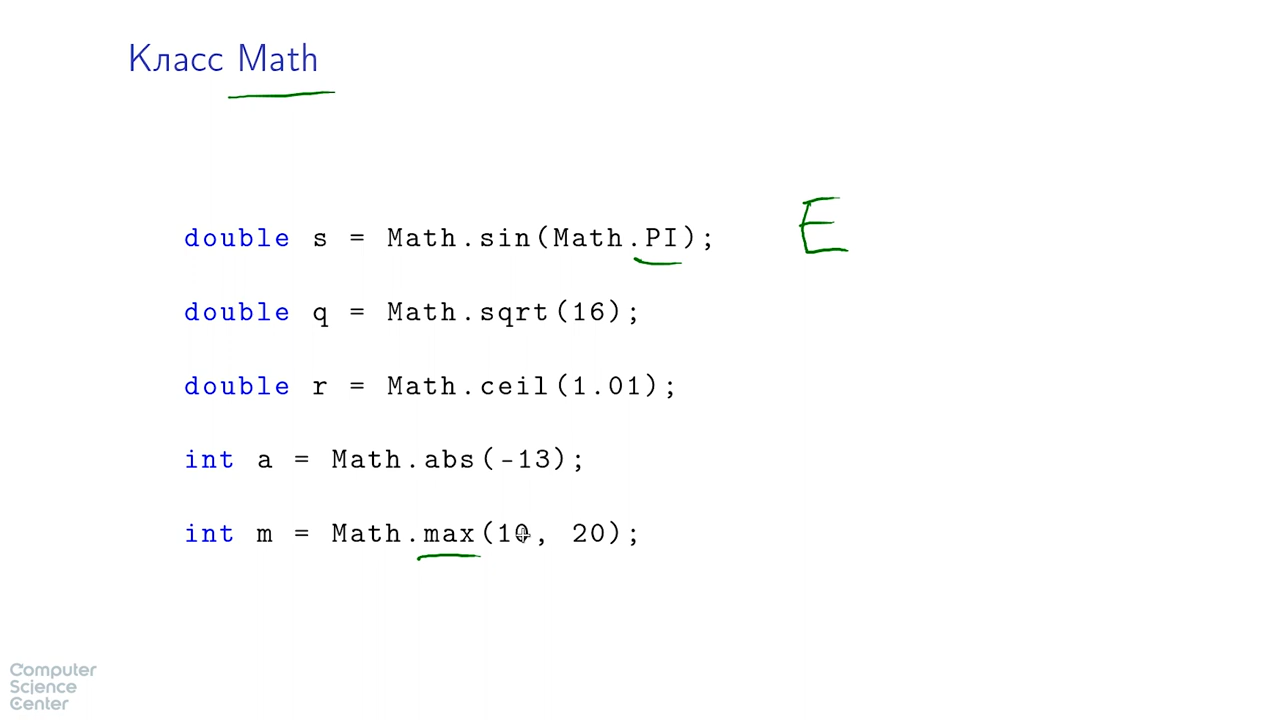 Класс Math
double s = Math.sin(Math.PI); E
double q = Math.sqrt(16);
double r = Math.ceil(1.01);
int a = Math.abs(-13);
int m = Math.max(10, 20);
Computer
Science
Center